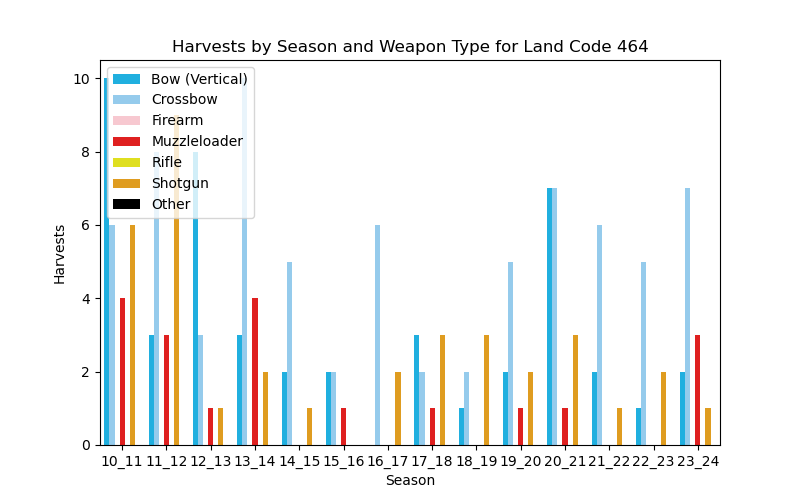 Harvests by Season and Weapon Type for Land Code 464
10
8
6
4
2
0
Harvests
Bow (Vertical)
Crossbow
Firearm
Muzzleloader
Rifle
Shotgun
Other
10_11 11_12 12_13 13_14 14_15 15_16 16_17 17_18 18_19 19_20 20_21 21_22 22_23 23_24
Season